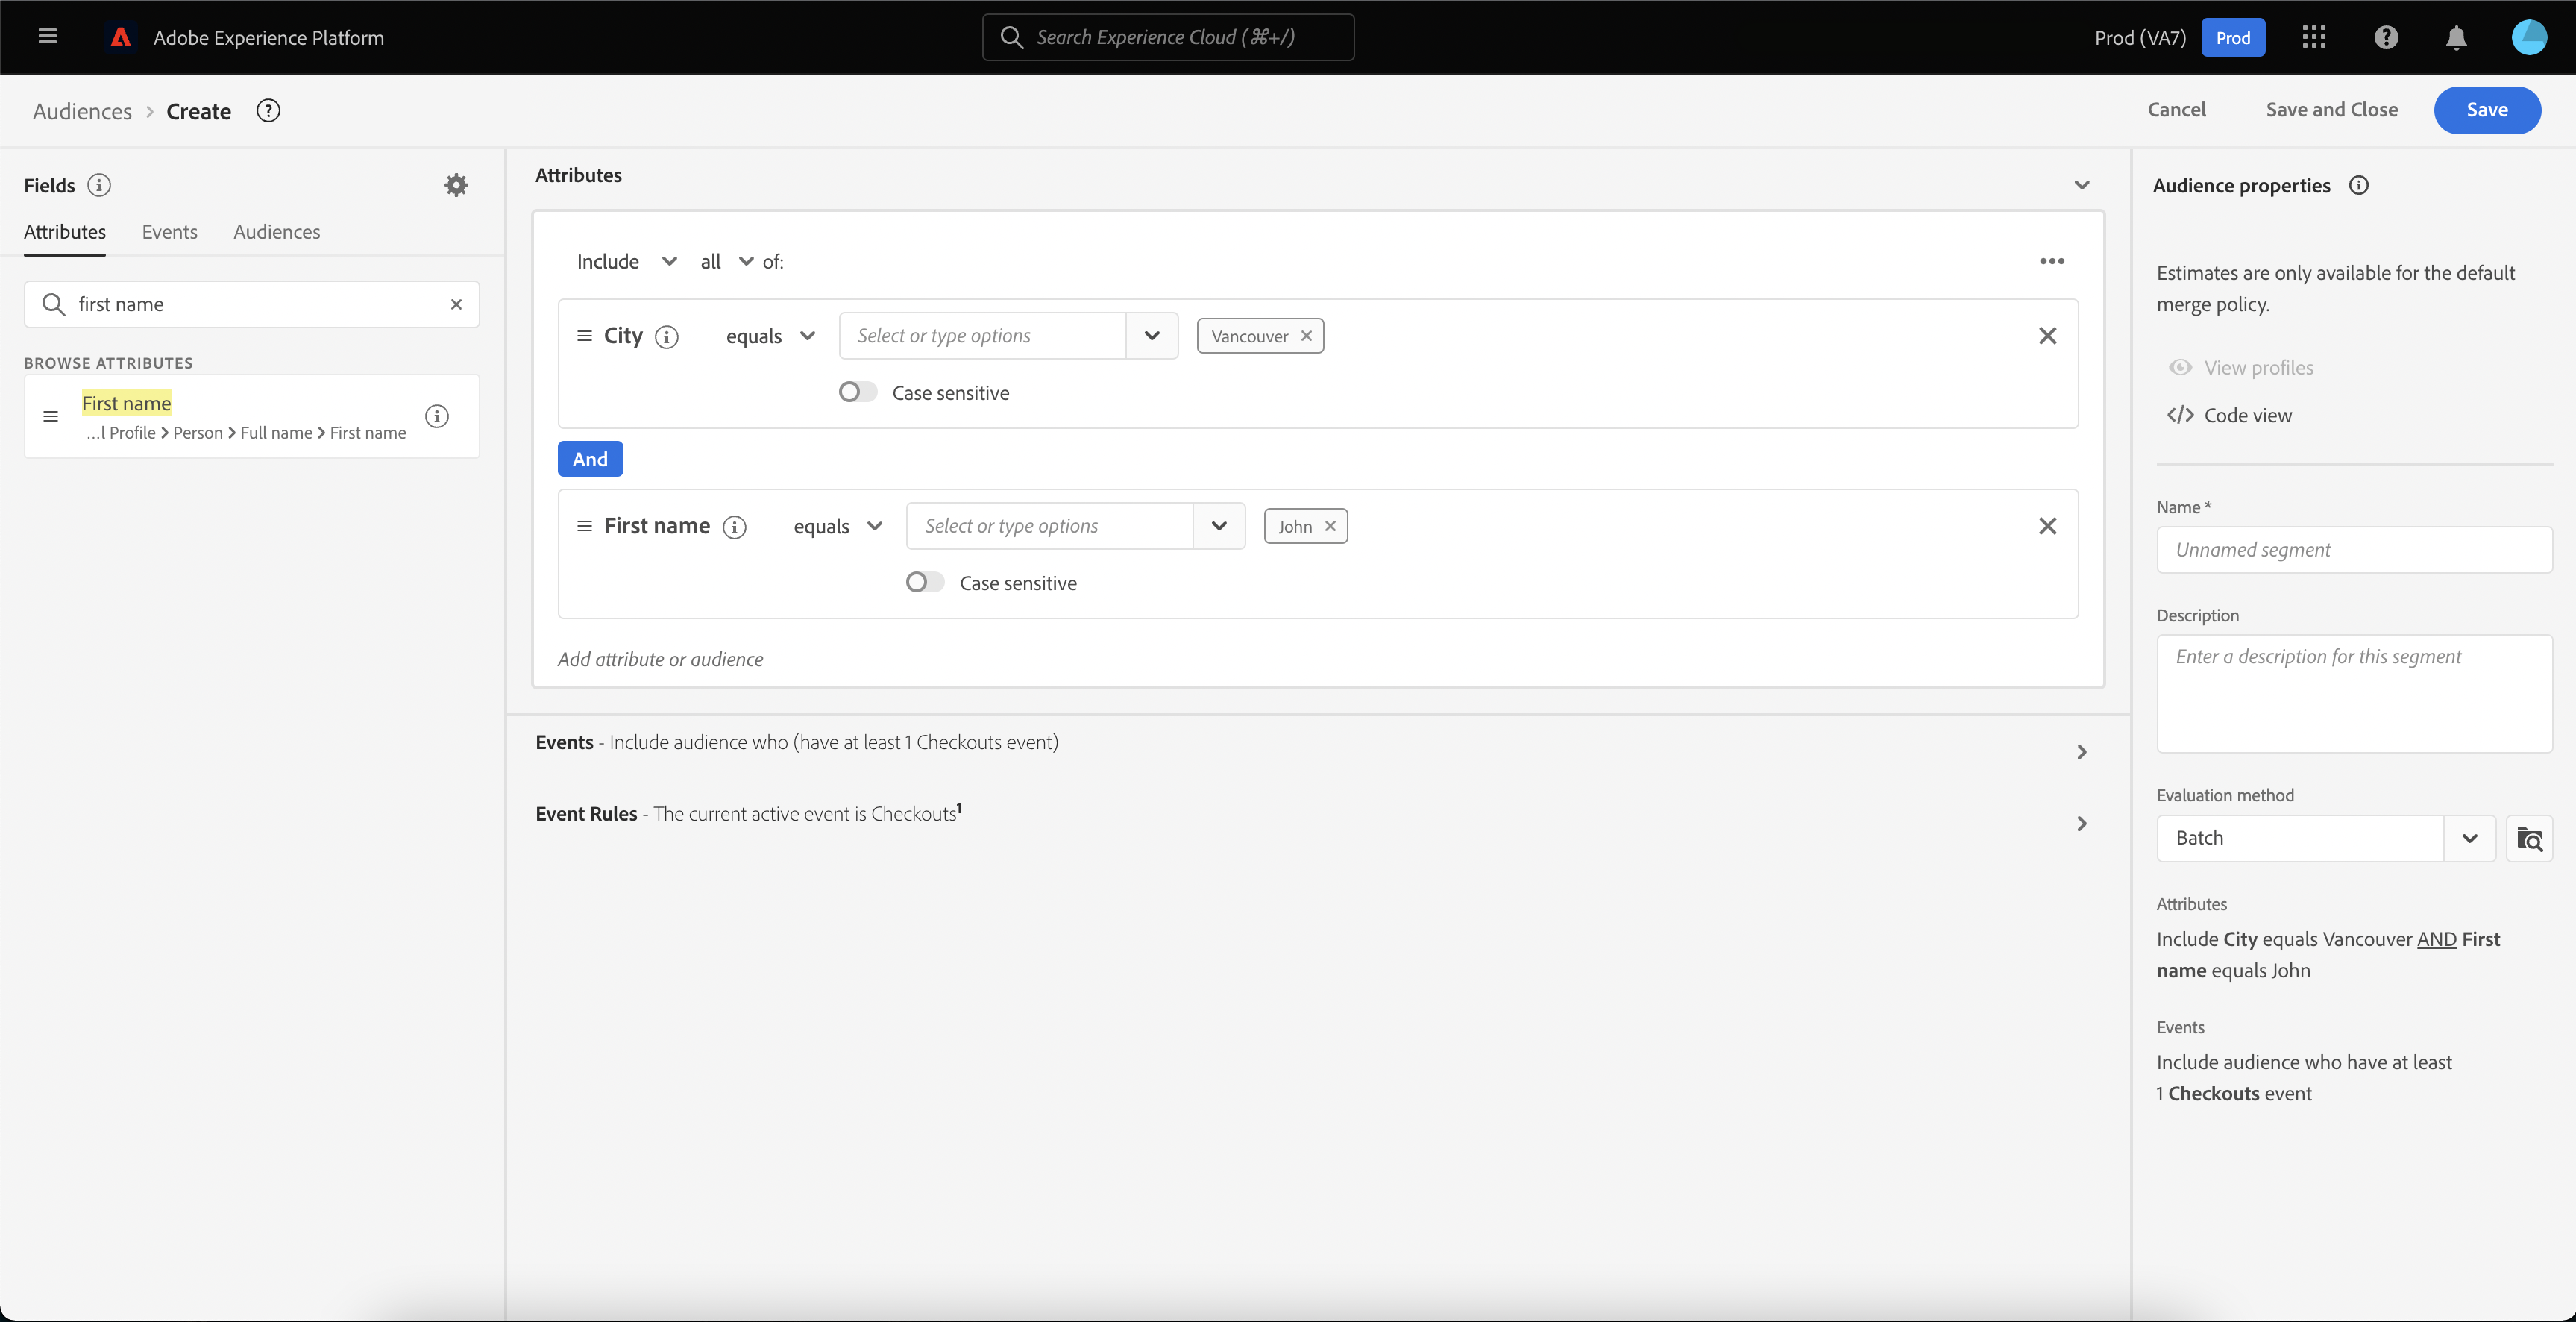 Adobe Experience Platform
Search Experience Cloud (⌘+/)
Prod (VA7)
Prod
Audiences
Create
Cancel
Save and Close
Save
Fields
Attributes
Events
Audiences
first name
BROWSE ATTRIBUTES
First name
...l Profile > Person > Full name > First name
Attributes
Include all of:
City equals Select or type options Vancouver
Case sensitive
And
First name equals Select or type options John
Case sensitive
Add attribute or audience
Events - Include audience who (have at least 1 Checkouts event)
Event Rules - The current active event is Checkouts¹
Audience properties
Estimates are only available for the default
merge policy.
View profiles
</> Code view
Name *
Unnamed segment
Description
Enter a description for this segment
Evaluation method
Batch
Attributes
Include City equals Vancouver AND First
name equals John
Events
Include audience who have at least
1 Checkouts event